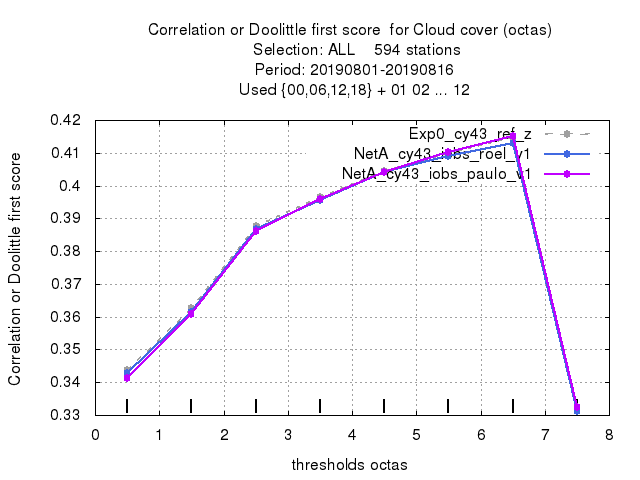 Correlation or Doolittle first score  for Cloud cover (octas)
Selection: ALL    594 stations
Period: 20190801-20190816
Used {00,06,12,18} + 01 02 ... 12
Correlation or Doolittle first score
0.42
0.41
0.4
0.39
0.38
0.37
0.36
0.35
0.34
0.33
Exp0_cy43_ref_z
NetA_cy43_iobs_roel_v1
NetA_cy43_iobs_paulo_v1
0 1 2 3 4 5 6 7 8
thresholds octas